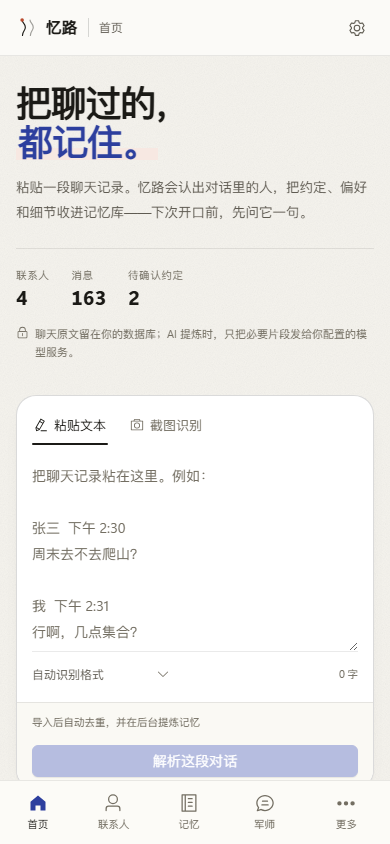 忆路 首页
把聊过的，
都记住。
粘贴一段聊天记录。忆路会认出对话里的人，把约定、偏好
和细节收进记忆库——下次开口前，先问它一句。
联系人 消息 待确认约定
4 163 2
聊天原文留在你的数据库；AI 提炼时，只把必要片段发给你配置的模
型服务。
粘贴文本 截图识别
把聊天记录粘在这里。例如：
张三 下午 2:30
周末去不去爬山？
我 下午 2:31
行啊，几点集合？
自动识别格式 0 字
导入后自动去重，并在后台提炼记忆
解析这段对话
首页 联系人 记忆 军师 更多